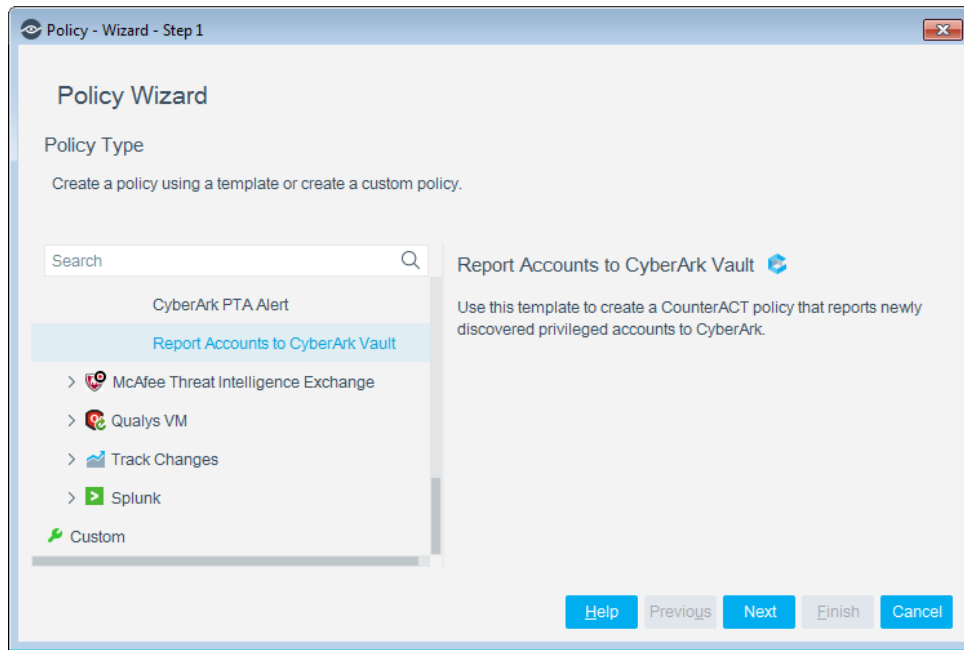 Policy - Wizard - Step 1
Policy Wizard
Policy Type
Create a policy using a template or create a custom policy.
Search
CyberArk PTA Alert
Report Accounts to CyberArk Vault
McAfee Threat Intelligence Exchange
Qualys VM
Track Changes
Splunk
Custom
Report Accounts to CyberArk Vault
Use this template to create a CounterACT policy that reports newly
discovered privileged accounts to CyberArk.
Help Previous Next Finish Cancel